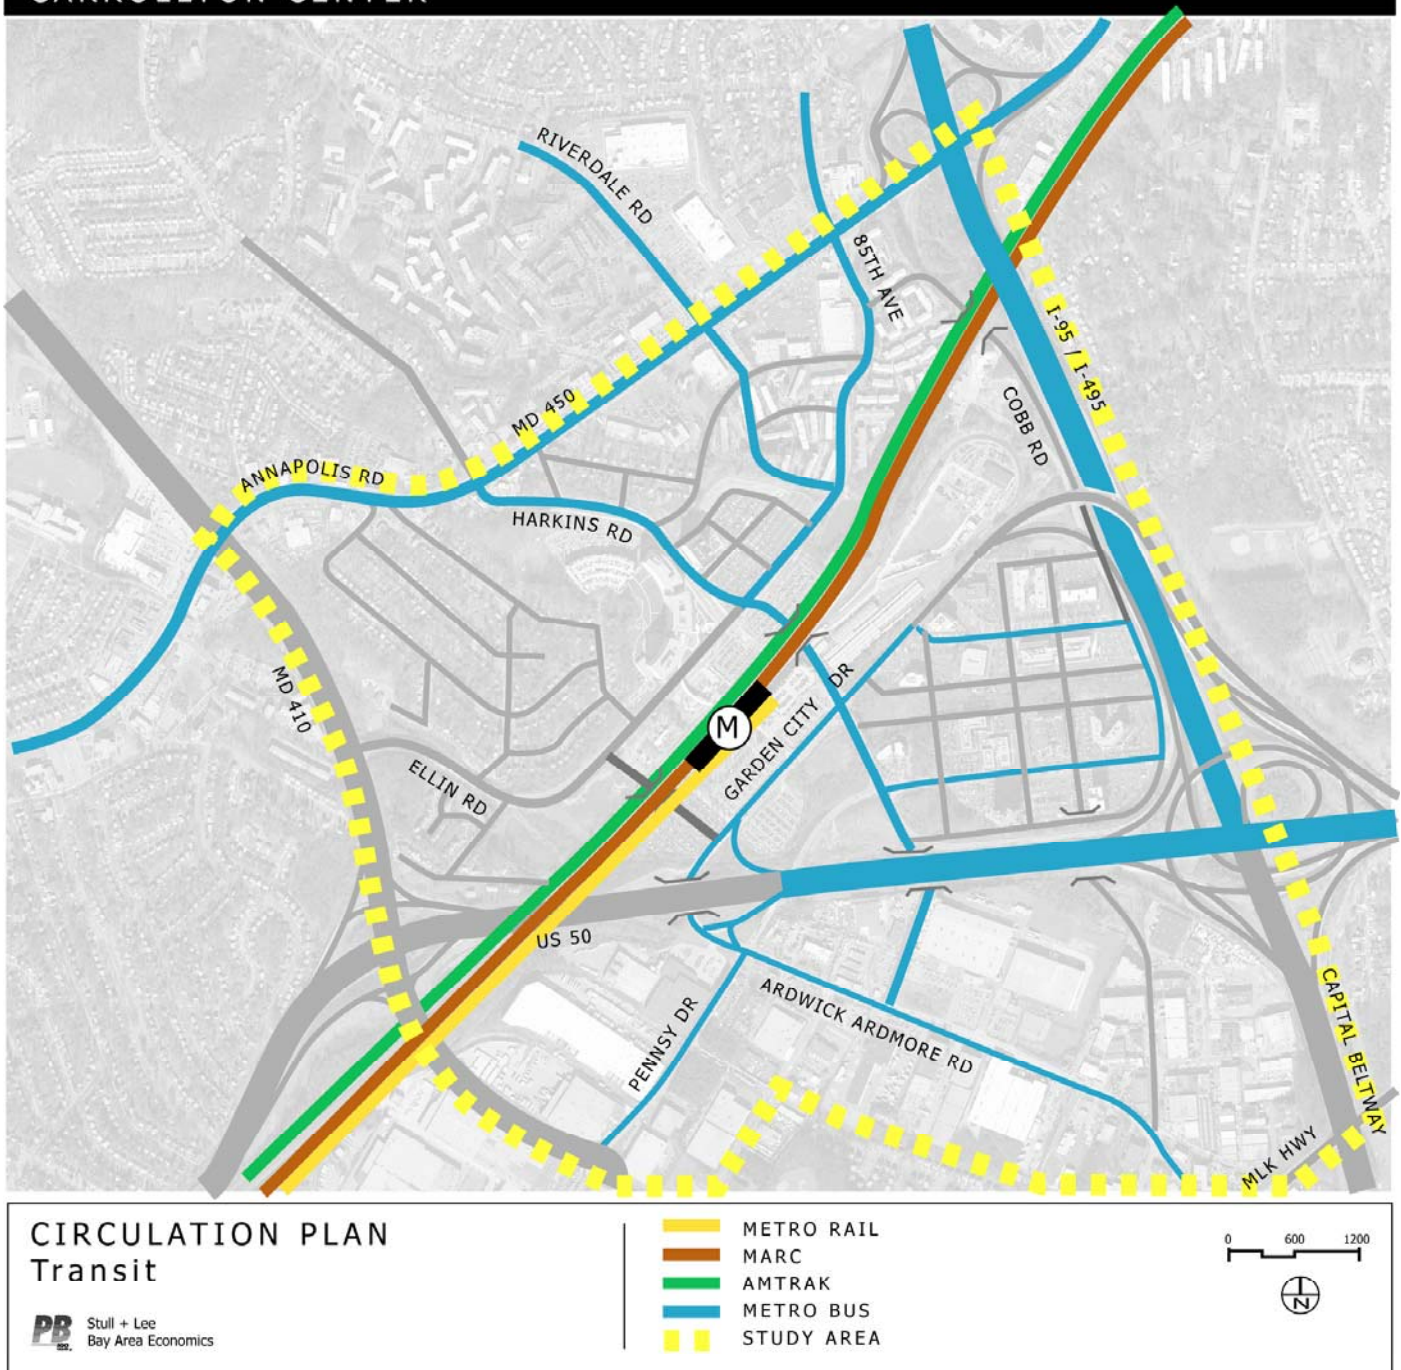 CARROLLTON CENTER
RIVERDALE RD
85TH AVE
I-95 / I-495
COBB RD
MD 450
ANNAPOLIS RD
HARKINS RD
MD 410
M
GARDEN CITY DR
ELLIN RD
US 50
PENNSY DR
ARDWICK ARDMORE RD
CAPITAL BELTWAY
MLK HWY
CIRCULATION PLAN
Transit
PB
Stull + Lee
Bay Area Economics
METRO RAIL
MARC
AMTRAK
METRO BUS
STUDY AREA
0 600 1200
N